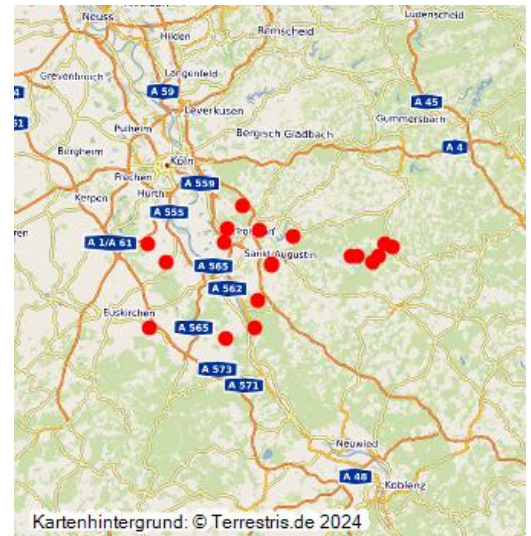 Neuss
Hilden
Remscheid
Ludenscheid
Grevenbroich
Langenfeld
A 59
A 45
Leverkusen
Gummersbach
Pulheim
Bergisch Gladbach
A 4
Bergheim
Köln
Frechen
A 559
Kerpen
Hürth
A 555
A 1/A 61
Sankt Augustin
A 565
A 562
Euskirchen
A 565
A 573
A 571
Neuwied
A 48
Koblenz
Kartenhintergrund: © Terrestris.de 2024